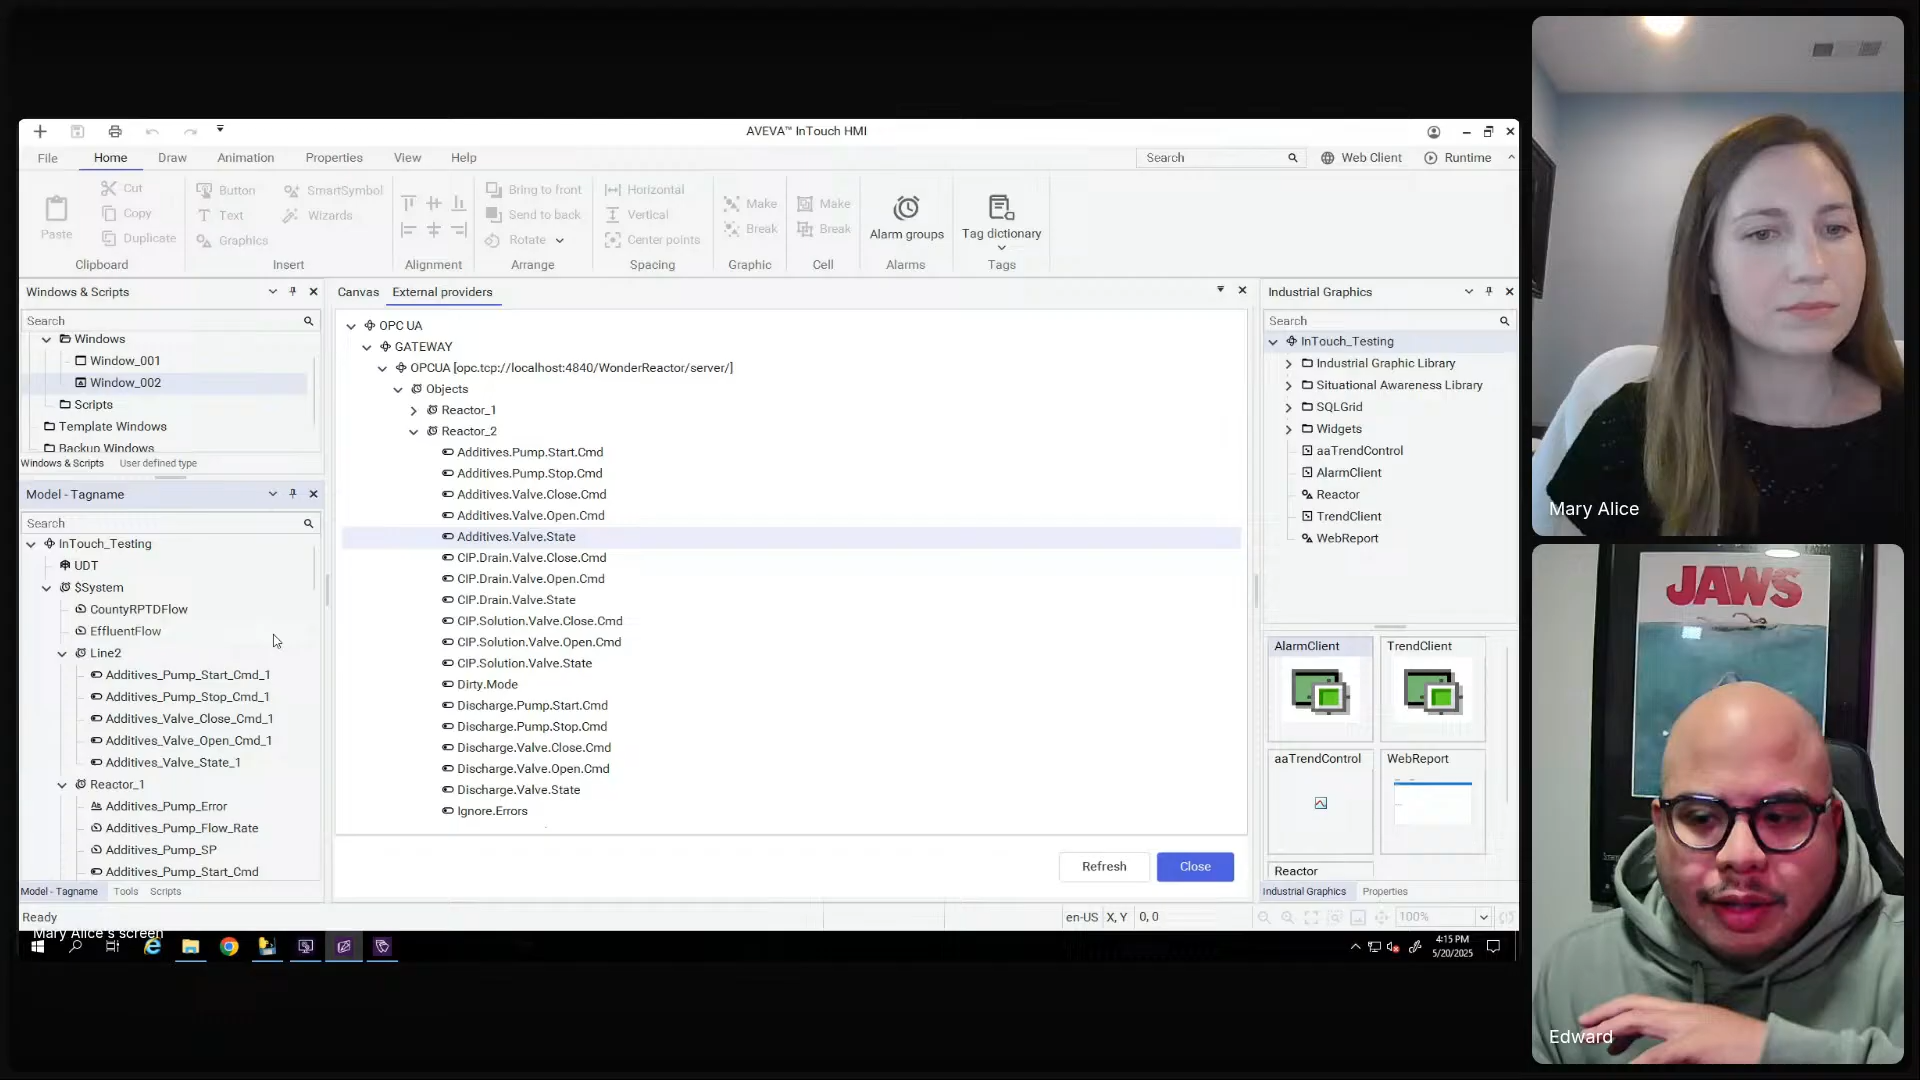 AVEVA™ InTouch HMI
File Home Draw Animation Properties View Help
Search Web Client Runtime
Paste Cut Copy Duplicate
Clipboard
Button Text Graphics SmartSymbol Wizards
Insert
Alignment
Bring to front Send to back Rotate
Arrange
Horizontal Vertical Center points
Spacing
Make Break
Graphic
Make Break
Cell
Alarm groups
Alarms
Tag dictionary
Tags
Windows & Scripts
Search
Windows
Window_001
Window_002
Scripts
Template Windows
Backup Windows
Windows & Scripts User defined type
Model - Tagname
Search
InTouch_Testing
UDT
$System
CountyRPTDFlow
EffluentFlow
Line2
Additives_Pump_Start_Cmd_1
Additives_Pump_Stop_Cmd_1
Additives_Valve_Close_Cmd_1
Additives_Valve_Open_Cmd_1
Additives_Valve_State_1
Reactor_1
Additives_Pump_Error
Additives_Pump_Flow_Rate
Additives_Pump_SP
Additives_Pump_Start_Cmd
Model - Tagname Tools Scripts
Canvas External providers
OPC UA
GATEWAY
OPCUA [opc.tcp://localhost:4840/WonderReactor/server/]
Objects
Reactor_1
Reactor_2
Additives.Pump.Start.Cmd
Additives.Pump.Stop.Cmd
Additives.Valve.Close.Cmd
Additives.Valve.Open.Cmd
Additives.Valve.State
CIP.Drain.Valve.Close.Cmd
CIP.Drain.Valve.Open.Cmd
CIP.Drain.Valve.State
CIP.Solution.Valve.Close.Cmd
CIP.Solution.Valve.Open.Cmd
CIP.Solution.Valve.State
Dirty.Mode
Discharge.Pump.Start.Cmd
Discharge.Pump.Stop.Cmd
Discharge.Valve.Close.Cmd
Discharge.Valve.Open.Cmd
Discharge.Valve.State
Ignore.Errors
Refresh Close
Industrial Graphics
Search
InTouch_Testing
Industrial Graphic Library
Situational Awareness Library
SQLGrid
Widgets
aaTrendControl
AlarmClient
Reactor
TrendClient
WebReport
AlarmClient TrendClient
aaTrendControl WebReport
Reactor
Industrial Graphics Properties
Ready en-US X, Y 0, 0 100%
Mary Alice's screen
4:15 PM
5/20/2025
Mary Alice
JAWS
Edward